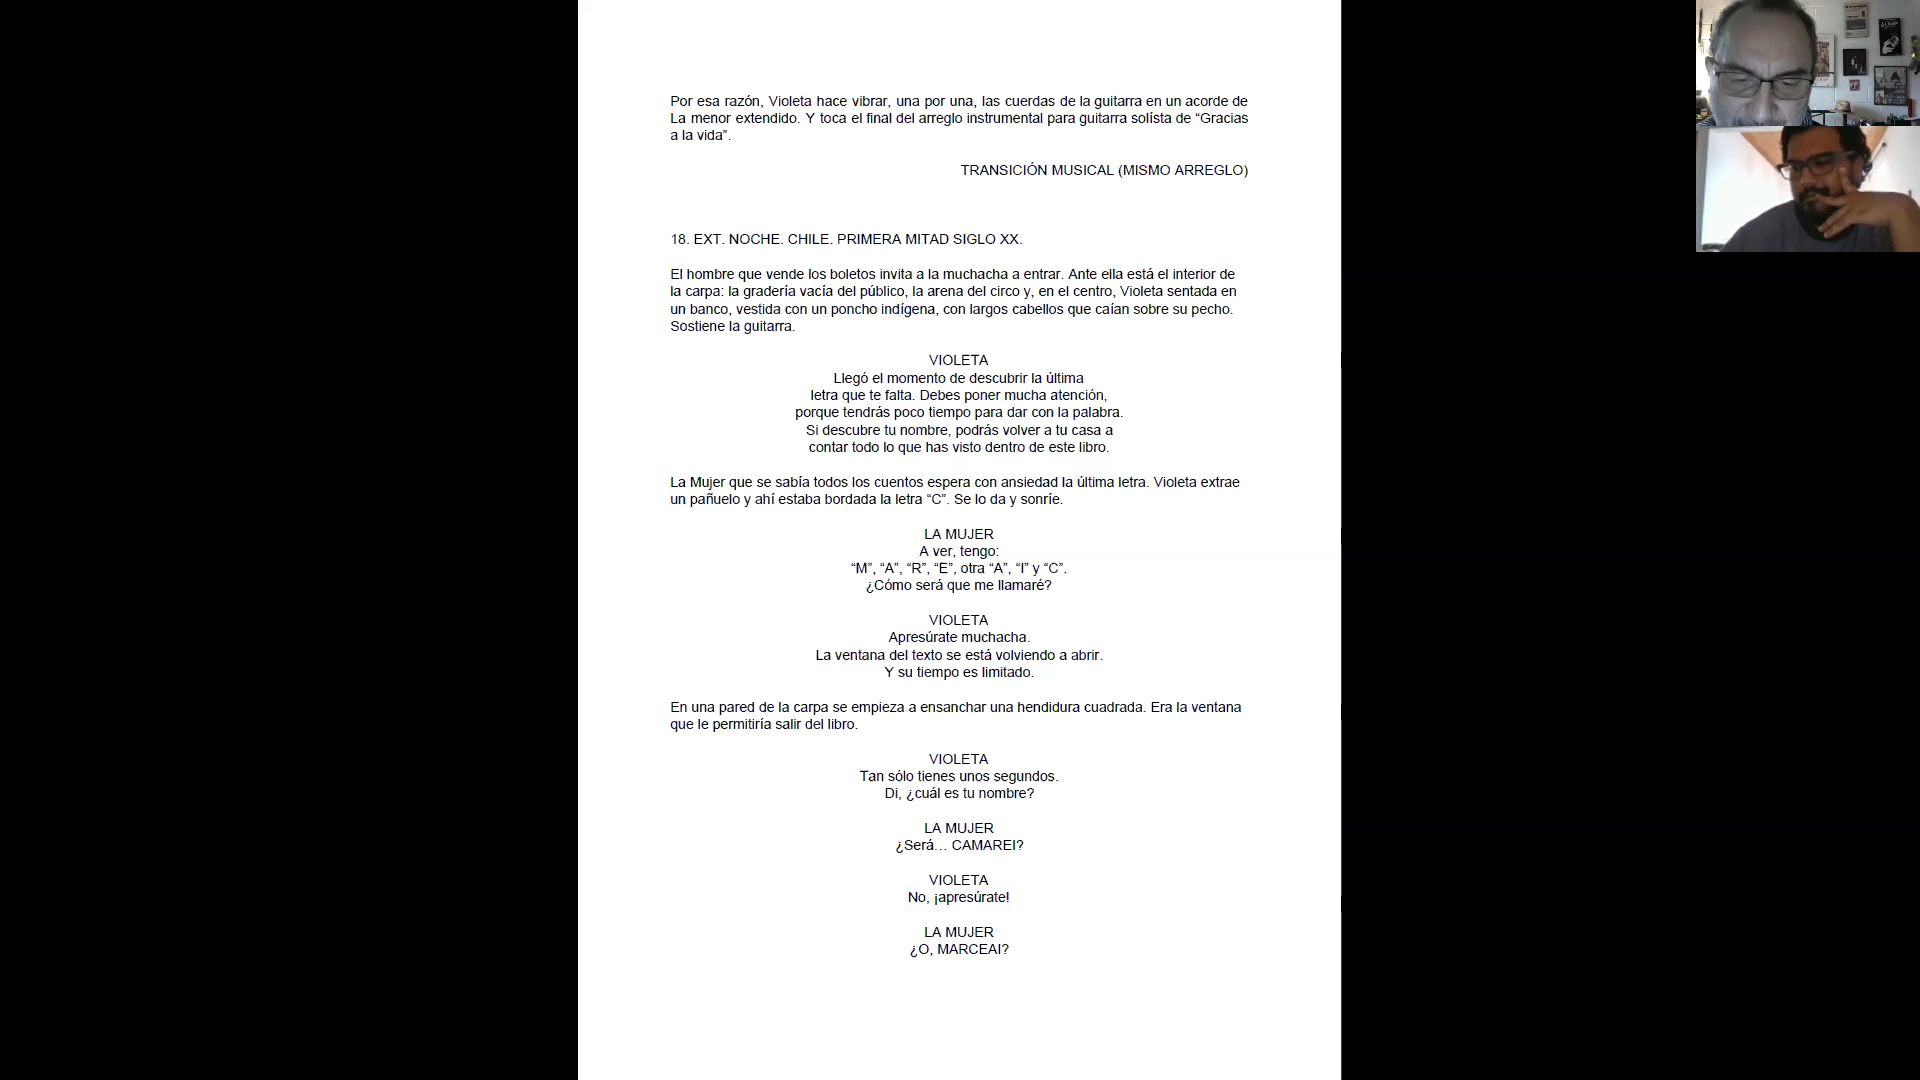 Por esa razón, Violeta hace vibrar, una por una, las cuerdas de la guitarra en un acorde de
La menor extendido. Y toca el final del arreglo instrumental para guitarra solísta de “Gracias
a la vida”.
TRANSICIÓN MUSICAL (MISMO ARREGLO)
18. EXT. NOCHE. CHILE. PRIMERA MITAD SIGLO XX.
El hombre que vende los boletos invita a la muchacha a entrar. Ante ella está el interior de
la carpa: la gradería vacía del público, la arena del circo y, en el centro, Violeta sentada en
un banco, vestida con un poncho indígena, con largos cabellos que caían sobre su pecho.
Sostiene la guitarra.
VIOLETA
Llegó el momento de descubrir la última
letra que te falta. Debes poner mucha atención,
porque tendrás poco tiempo para dar con la palabra.
Si descubre tu nombre, podrás volver a tu casa a
contar todo lo que has visto dentro de este libro.
La Mujer que se sabía todos los cuentos espera con ansiedad la última letra. Violeta extrae
un pañuelo y ahí estaba bordada la letra “C”. Se lo da y sonríe.
LA MUJER
A ver, tengo:
“M”, “A”, “R”, “E”, otra “A”, “I” y “C”.
¿Cómo será que me llamaré?
VIOLETA
Apresúrate muchacha.
La ventana del texto se está volviendo a abrir.
Y su tiempo es limitado.
En una pared de la carpa se empieza a ensanchar una hendidura cuadrada. Era la ventana
que le permitiría salir del libro.
VIOLETA
Tan sólo tienes unos segundos.
Di, ¿cuál es tu nombre?
LA MUJER
¿Será… CAMAREI?
VIOLETA
No, ¡apresúrate!
LA MUJER
¿O, MARCEAI?